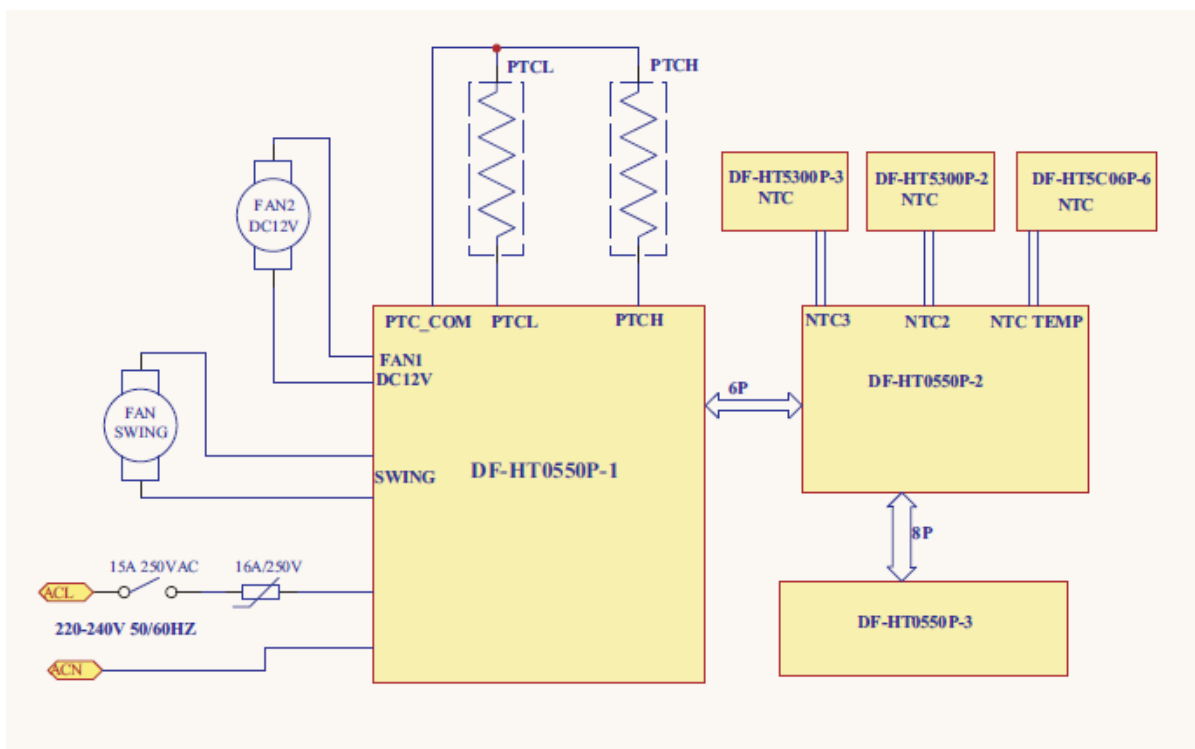 PTCL
PTCH
FAN2
DC12V
DF-HT5300P-3
NTC
DF-HT5300P-2
NTC
DF-HT5C06P-6
NTC
PTC_COM
PTCL
PTCH
NTC3
NTC2
NTC TEMP
FAN1
DC12V
DF-HT0550P-2
6P
FAN
SWING
SWING
DF-HT0550P-1
8P
15A 250VAC
16A/250V
ACL
220-240V 50/60HZ
DF-HT0550P-3
ACN